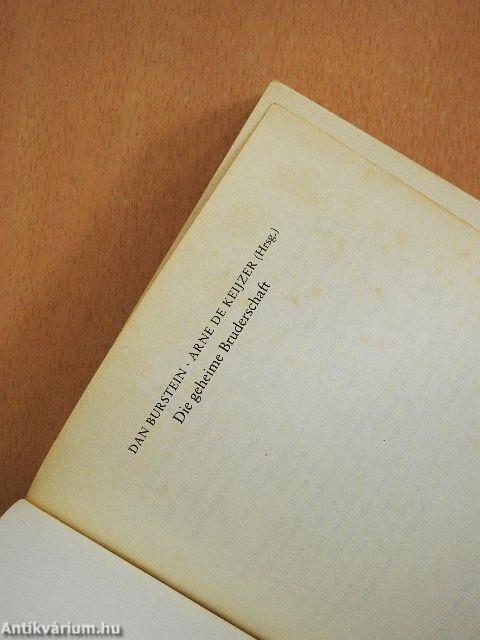 DAN BURSTEIN · ARNE DE KEIJZER (Hrsg.)
Die geheime Bruderschaft
Antikvárium.hu